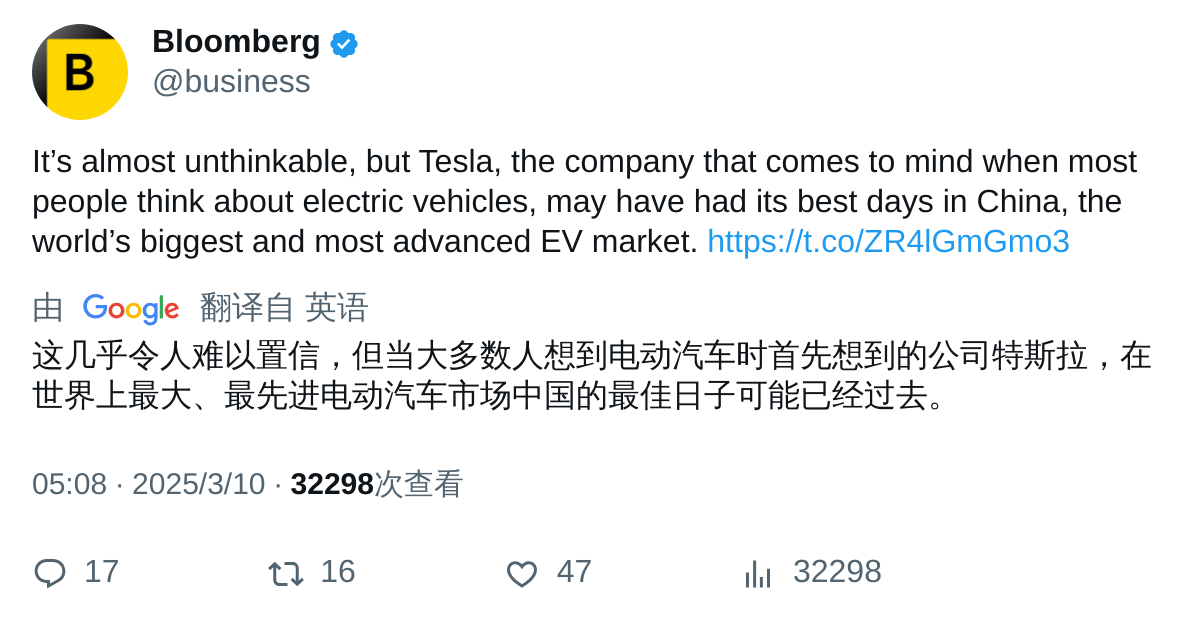 B
Bloomberg
@business
It’s almost unthinkable, but Tesla, the company that comes to mind when most
people think about electric vehicles, may have had its best days in China, the
world’s biggest and most advanced EV market. https://t.co/ZR4lGmGmo3
由 Google 翻译自 英语
这几乎令人难以置信，但当大多数人想到电动汽车时首先想到的公司特斯拉，在
世界上最大、最先进电动汽车市场中国的最佳日子可能已经过去。
05:08 · 2025/3/10 · 32298次查看
17 16 47 32298